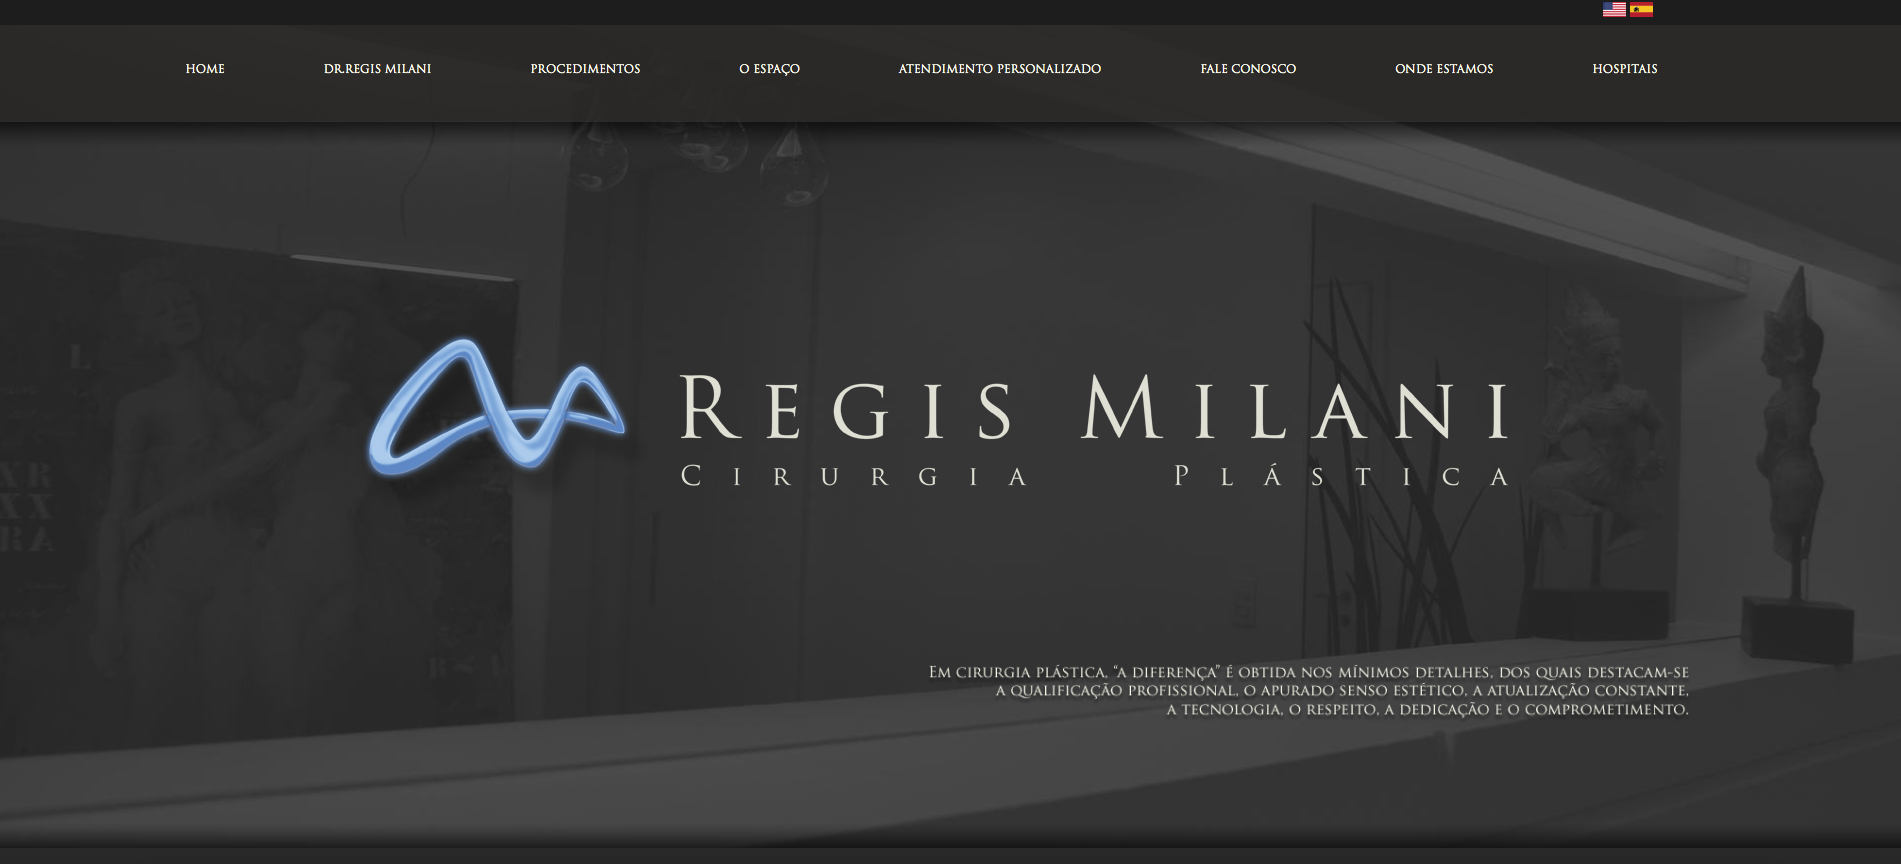 HOME
DR.REGIS MILANI
PROCEDIMENTOS
O ESPAÇO
ATENDIMENTO PERSONALIZADO
FALE CONOSCO
ONDE ESTAMOS
HOSPITAIS
REGIS MILANI
CIRURGIA PLÁSTICA
EM CIRURGIA PLÁSTICA, “A DIFERENÇA” É OBTIDA NOS MÍNIMOS DETALHES, DOS QUAIS DESTACAM-SE
A QUALIFICAÇÃO PROFISSIONAL, O APURADO SENSO ESTÉTICO, A ATUALIZAÇÃO CONSTANTE,
A TECNOLOGIA, O RESPEITO, A DEDICAÇÃO E O COMPROMETIMENTO.